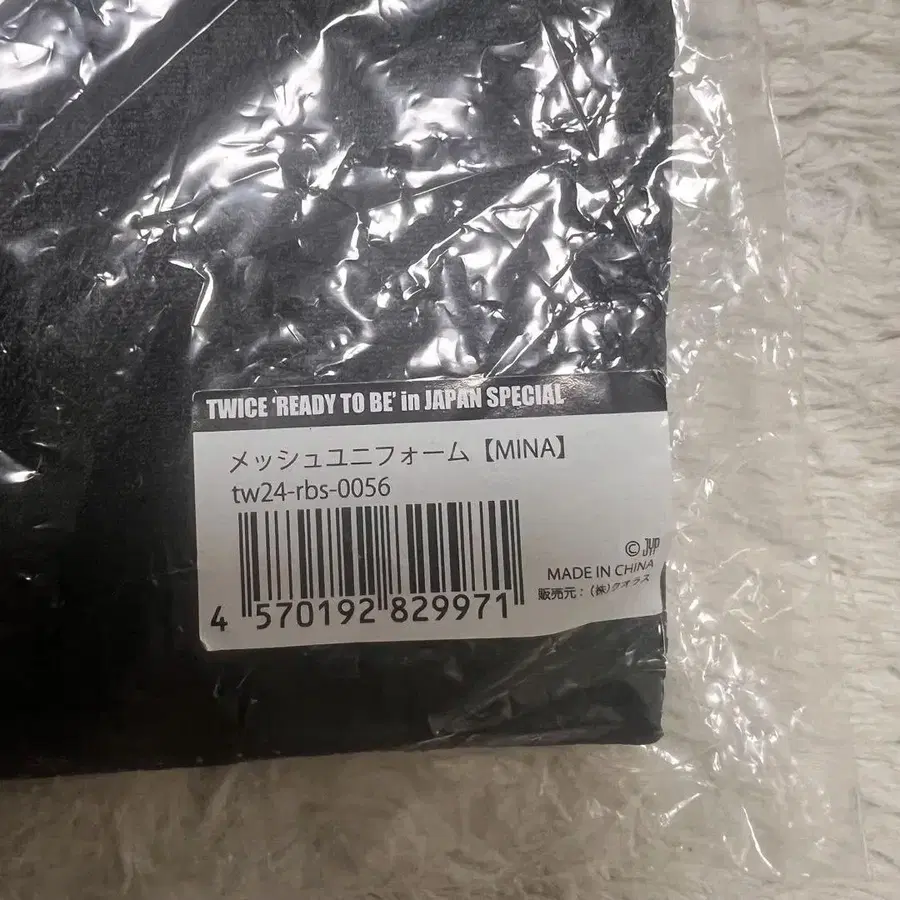 TWICE 'READY TO BE' in JAPAN SPECIAL
メッシュユニフォーム【MINA】
tw24-rbs-0056
4 570192 829971
© JYP
MADE IN CHINA
販売元：(株)クオラス